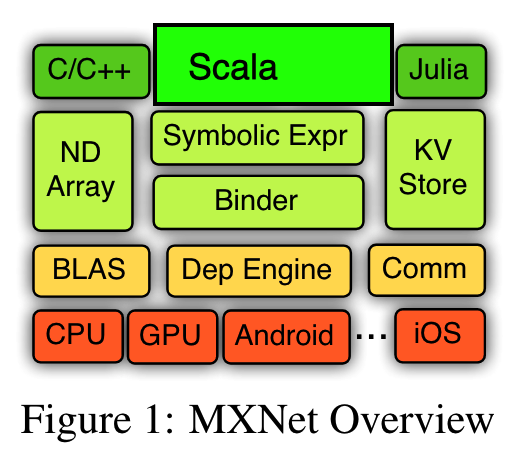 C/C++ Scala Julia
ND Array
Symbolic Expr
KV Store
Binder
BLAS Dep Engine Comm
CPU GPU Android ... iOS
Figure 1: MXNet Overview